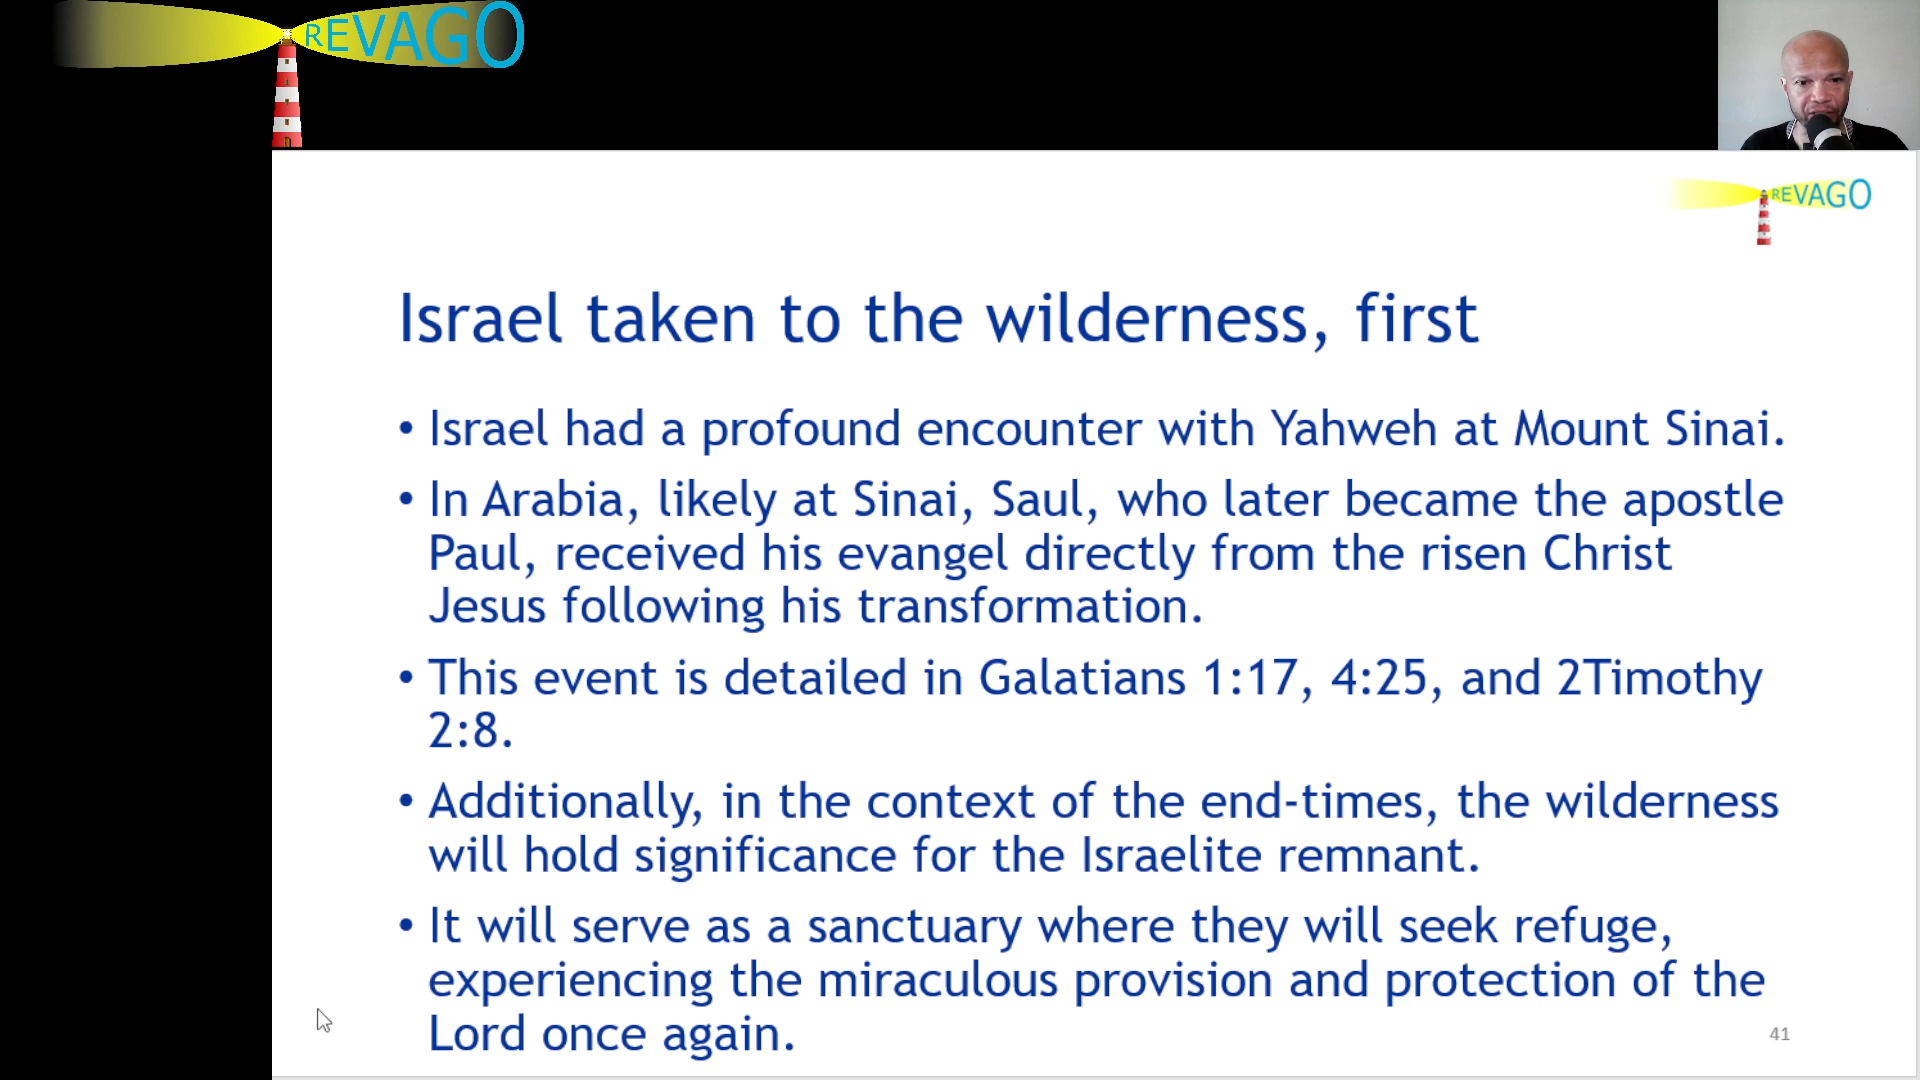 REVAGO
REVAGO
Israel taken to the wilderness, first
• Israel had a profound encounter with Yahweh at Mount Sinai.
• In Arabia, likely at Sinai, Saul, who later became the apostle
Paul, received his evangel directly from the risen Christ
Jesus following his transformation.
• This event is detailed in Galatians 1:17, 4:25, and 2Timothy
2:8.
• Additionally, in the context of the end-times, the wilderness
will hold significance for the Israelite remnant.
• It will serve as a sanctuary where they will seek refuge,
experiencing the miraculous provision and protection of the
Lord once again.
41